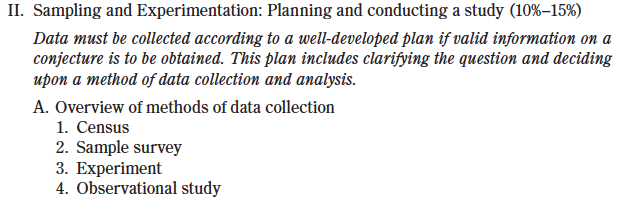 II. Sampling and Experimentation: Planning and conducting a study (10%–15%)
Data must be collected according to a well-developed plan if valid information on a
conjecture is to be obtained. This plan includes clarifying the question and deciding
upon a method of data collection and analysis.
A. Overview of methods of data collection
1. Census
2. Sample survey
3. Experiment
4. Observational study